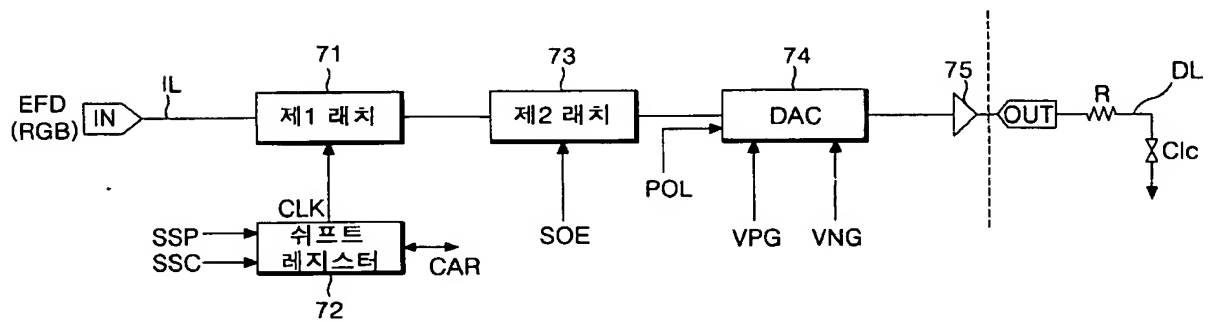 71
73
74
75
DL
IL
EFD
(RGB)
IN
제1 래치
제2 래치
DAC
OUT
R
Clc
POL
CLK
SSP
SSC
쉬프트
레지스터
CAR
SOE
VPG
VNG
72